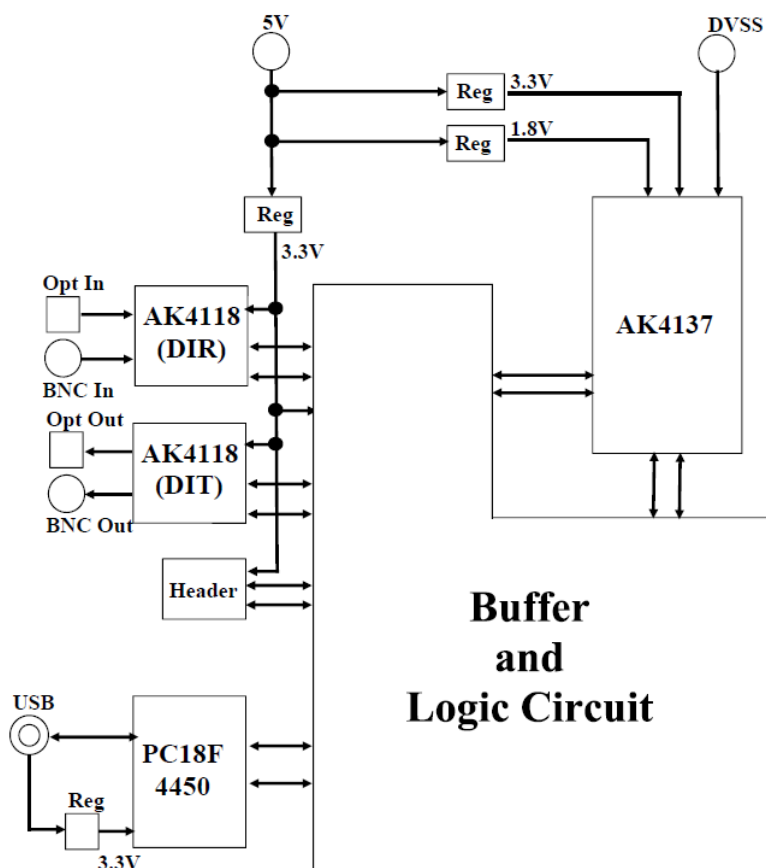 5V
DVSS
Reg
3.3V
Reg
1.8V
Reg
3.3V
Opt In
AK4118
(DIR)
BNC In
AK4137
Opt Out
AK4118
(DIT)
BNC Out
Header
Buffer
and
Logic Circuit
USB
PC18F
4450
Reg
3.3V